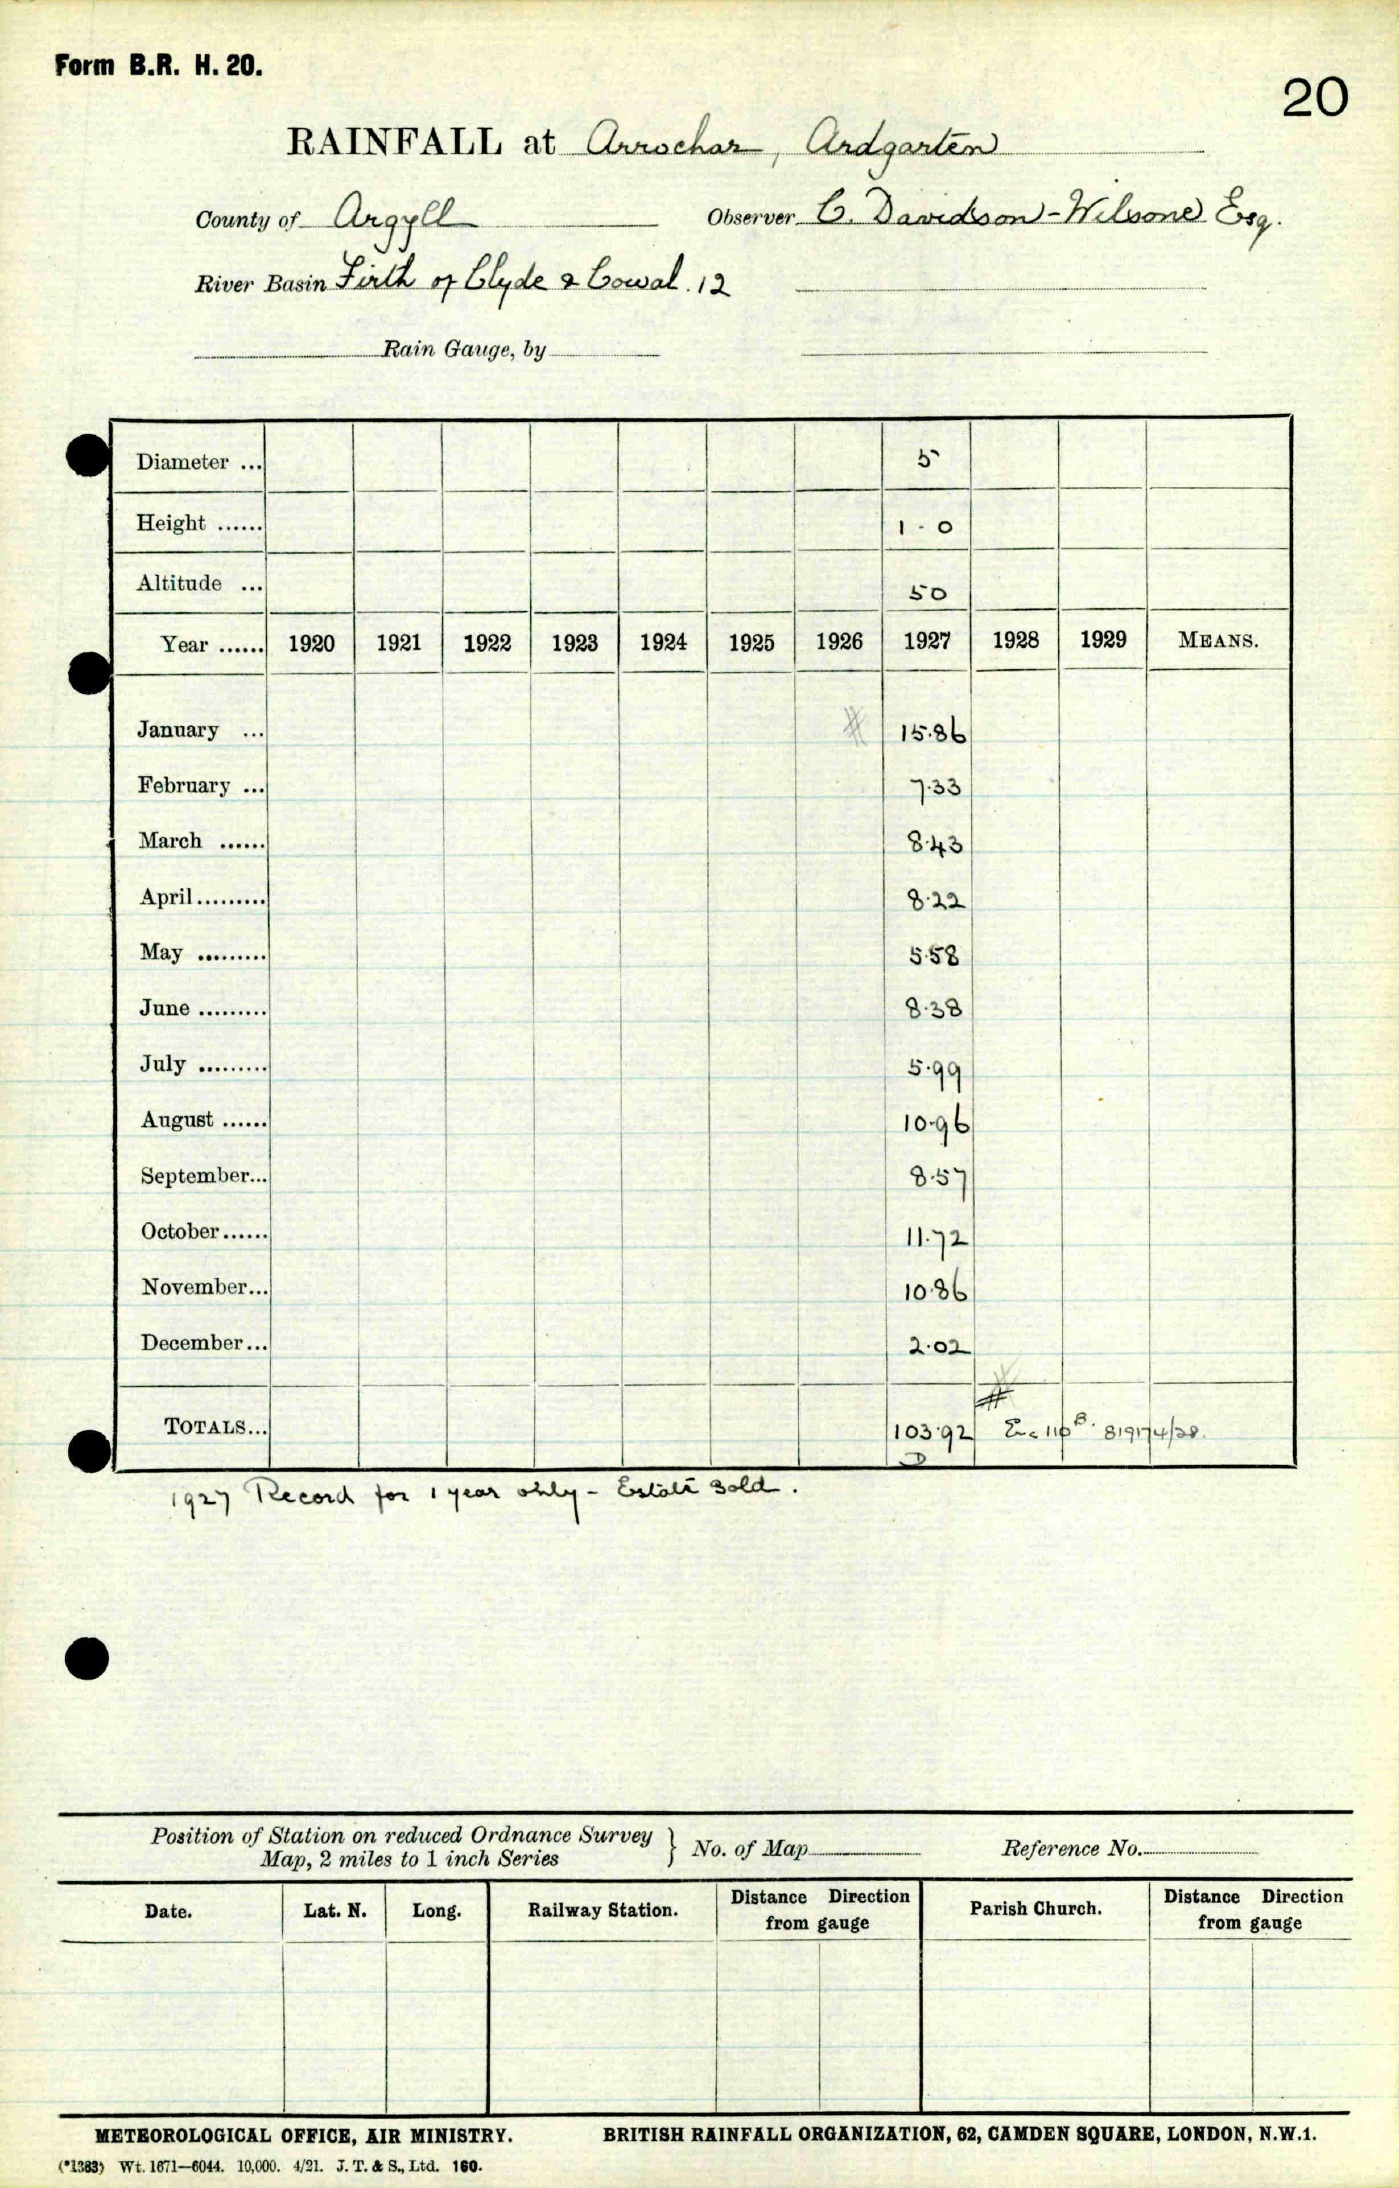 Form B.R. H. 20.
20
RAINFALL at Arrochar, Ardgarten
County of Argyll Observer C. Davidson-Wilsone Esq.
River Basin Firth of Clyde & Cowal. 12
Rain Gauge, by
Diameter ... 5
Height ...... 1 - 0
Altitude ... 50
Year ...... 1920 1921 1922 1923 1924 1925 1926 1927 1928 1929 MEANS.
January ... # 15.86
February ... 7.33
March ...... 8.43
April......... 8.22
May ......... 5.58
June ......... 8.38
July ......... 5.99
August ...... 10.96
September... 8.57
October...... 11.72
November... 10.86
December... 2.02
#
TOTALS... 103.92 110 B. 819174/28.
D
1927 Record for 1 year only - Estate sold.
Position of Station on reduced Ordnance Survey
Map, 2 miles to 1 inch Series } No. of Map Reference No.
Date. Lat. N. Long. Railway Station. Distance Direction from gauge Parish Church. Distance Direction from gauge
METEOROLOGICAL OFFICE, AIR MINISTRY. BRITISH RAINFALL ORGANIZATION, 62, CAMDEN SQUARE, LONDON, N.W.1.
(*1383) Wt. 1671—6044. 10,000. 4/21. J. T. & S., Ltd. 160.